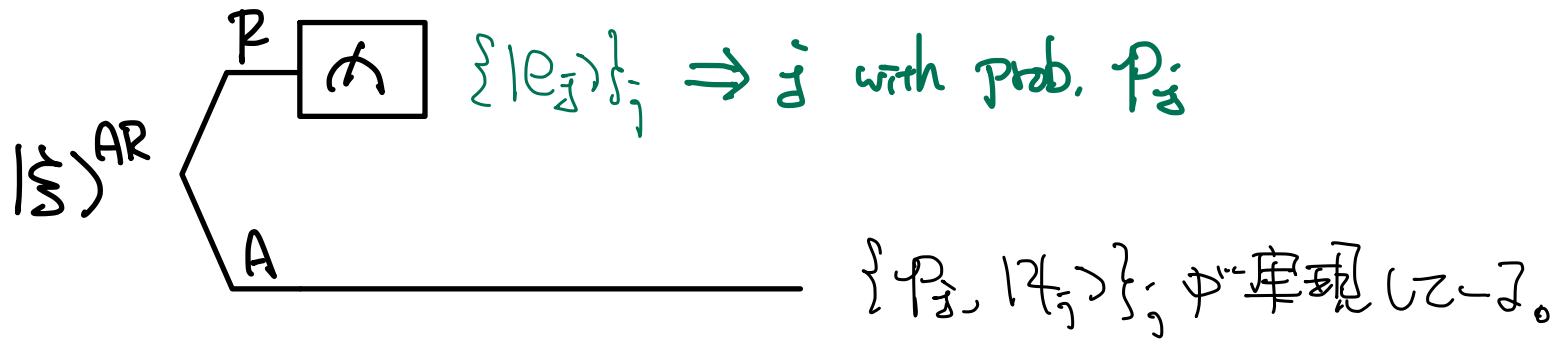 R
{|e_j⟩}_j ⇒ j with prob. p_j
|ξ⟩^{AR}
A
{p_j, |ψ_j⟩}_j が実現している。